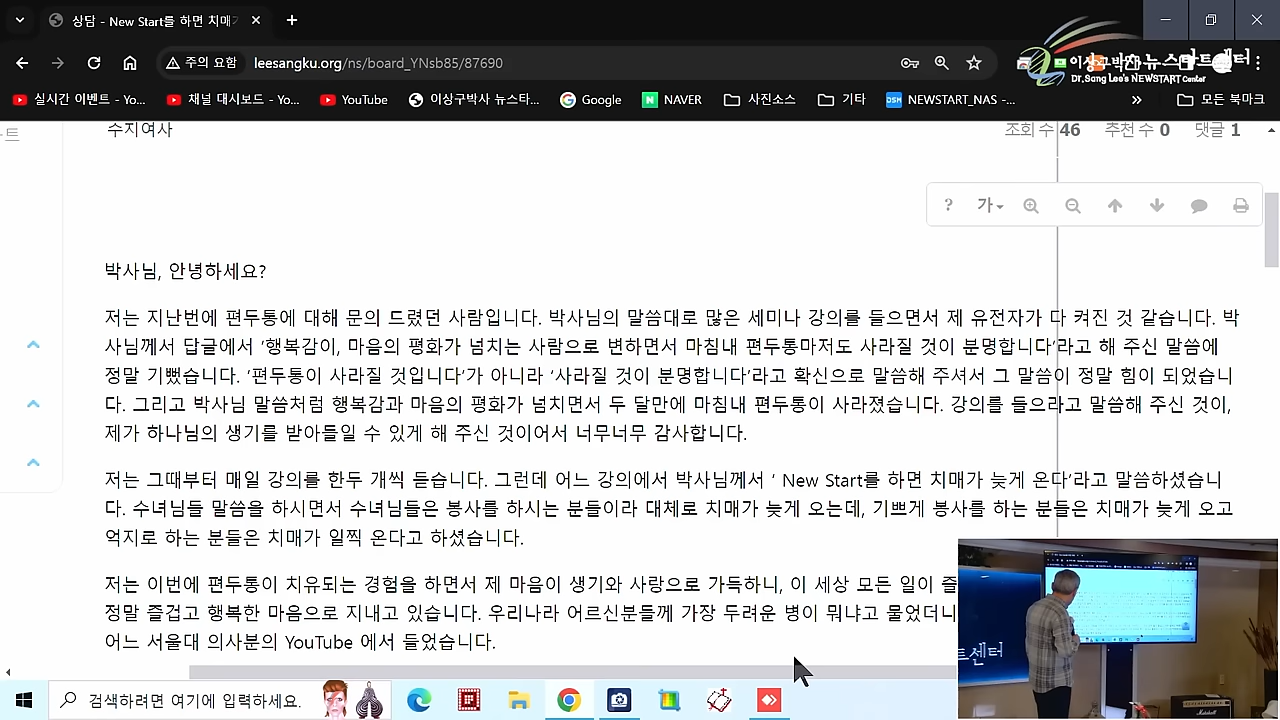 상담 - New Start를 하면 치매가
주의 요함
leesangku.org/ns/board_YNsb85/87690
이상구박사 뉴스타트센터
Dr.Sang Lee's NEWSTART Center
실시간 이벤트 - Yo...
채널 대시보드 - Yo...
YouTube
이상구박사 뉴스타...
Google
NAVER
사진소스
기타
NEWSTART_NAS -...
모든 북마크
수지여사
조회 수 46 추천 수 0 댓글 1
? 가
박사님, 안녕하세요?
저는 지난번에 편두통에 대해 문의 드렸던 사람입니다. 박사님의 말씀대로 많은 세미나 강의를 들으면서 제 유전자가 다 켜진 것 같습니다. 박
사님께서 답글에서 '행복감이, 마음의 평화가 넘치는 사람으로 변하면서 마침내 편두통마저도 사라질 것이 분명합니다'라고 해 주신 말씀에
정말 기뻤습니다. '편두통이 사라질 것입니다'가 아니라 '사라질 것이 분명합니다'라고 확신으로 말씀해 주셔서 그 말씀이 정말 힘이 되었습니
다. 그리고 박사님 말씀처럼 행복감과 마음의 평화가 넘치면서 두 달만에 마침내 편두통이 사라졌습니다. 강의를 들으라고 말씀해 주신 것이,
제가 하나님의 생기를 받아들일 수 있게 해 주신 것이어서 너무너무 감사합니다.
저는 그때부터 매일 강의를 한두 개씩 듣습니다. 그런데 어느 강의에서 박사님께서 ' New Start를 하면 치매가 늦게 온다'라고 말씀하셨습니
다. 수녀님들 말씀을 하시면서 수녀님들은 봉사를 하시는 분들이라 대체로 치매가 늦게 오는데, 기쁘게 봉사를 하는 분들은 치매가 늦게 오고
억지로 하는 분들은 치매가 일찍 온다고 하셨습니다.
저는 이번에 편두통이 치유되는 경험을 하면서 제 마음이 생기와 사랑으로 가득하니, 이 세상 모든 일이 즐
정말 즐겁고 행복한 마음으로 지내고 있습니다. 우리나라 어르신분들께 가장 두려운 병이 뭐냐고 물었더니
어느 서울대 의사분의 YouTube 에서 들었습니다.
트센터
Marshall
검색하려면 여기에 입력하세요.